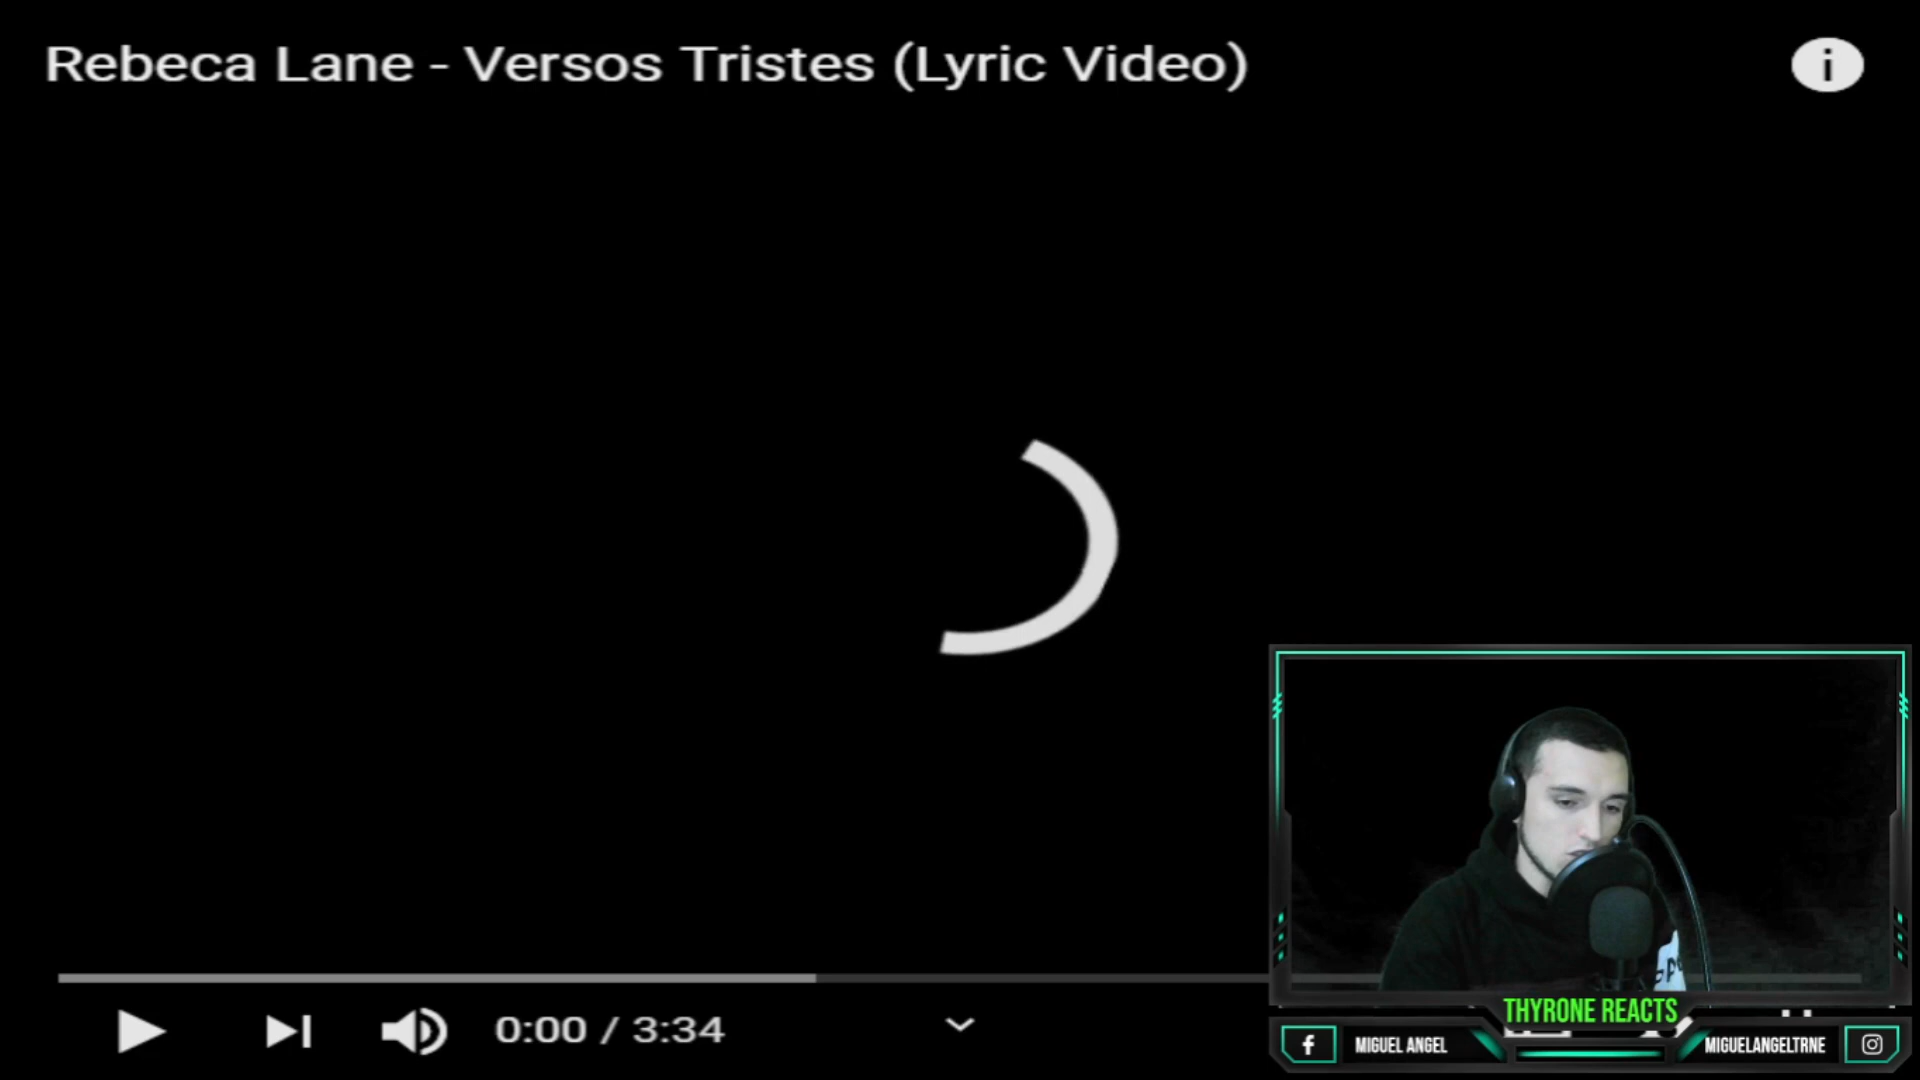 Rebeca Lane - Versos Tristes (Lyric Video)
0:00 / 3:34
THYRONE REACTS
MIGUEL ANGEL
MIGUELANGELTRNE